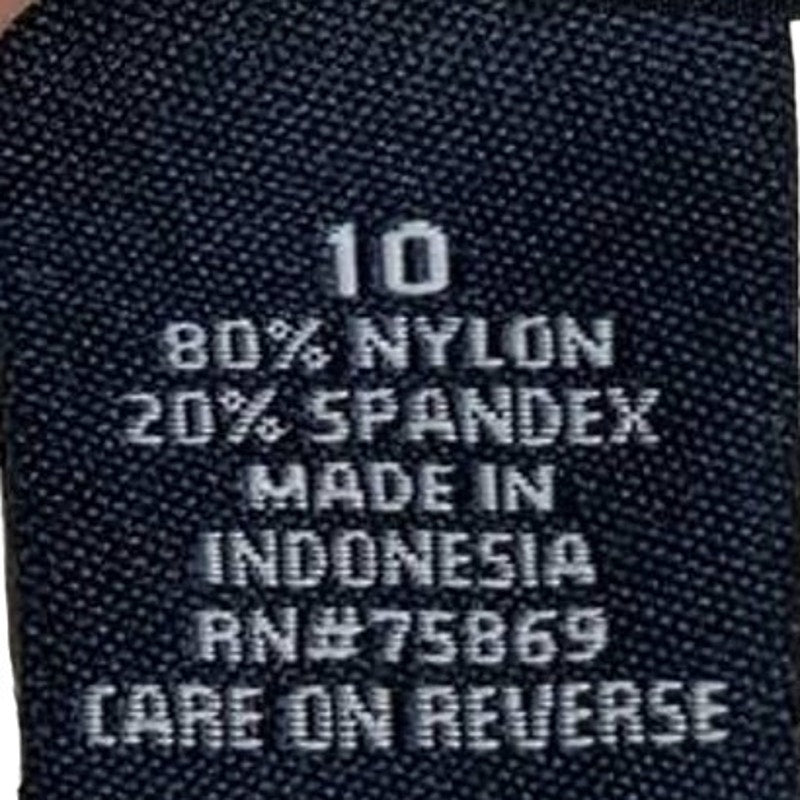 10
80% NYLON
20% SPANDEX
MADE IN
INDONESIA
RN#75869
CARE ON REVERSE